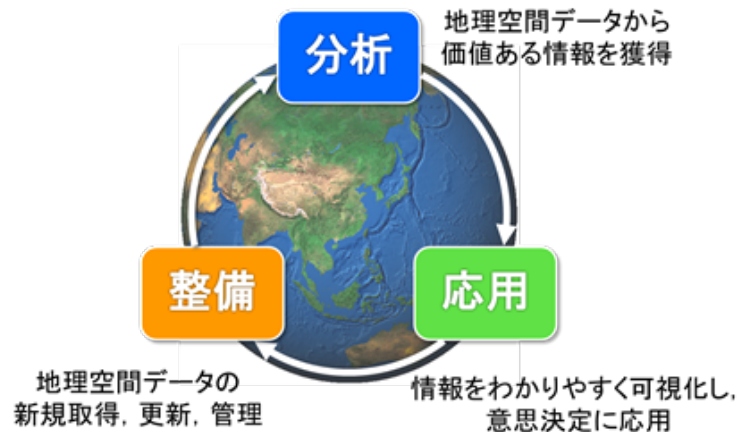 分析
地理空間データから
価値ある情報を獲得
整備
応用
地理空間データの
新規取得，更新，管理
情報をわかりやすく可視化し，
意思決定に応用